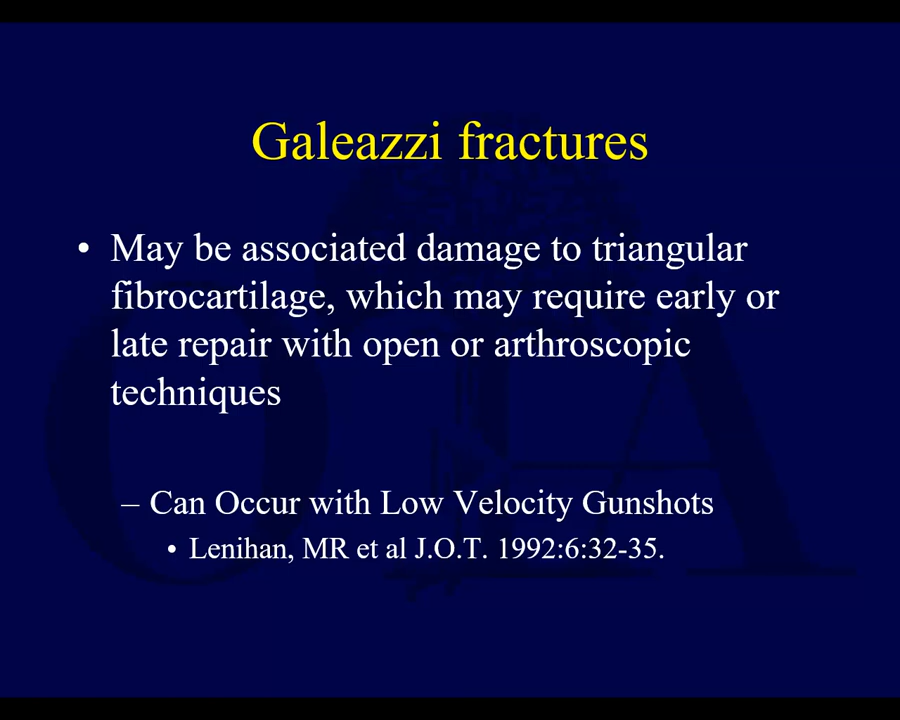 Galeazzi fractures
• May be associated damage to triangular
fibrocartilage, which may require early or
late repair with open or arthroscopic
techniques
– Can Occur with Low Velocity Gunshots
• Lenihan, MR et al J.O.T. 1992:6:32-35.
OTA